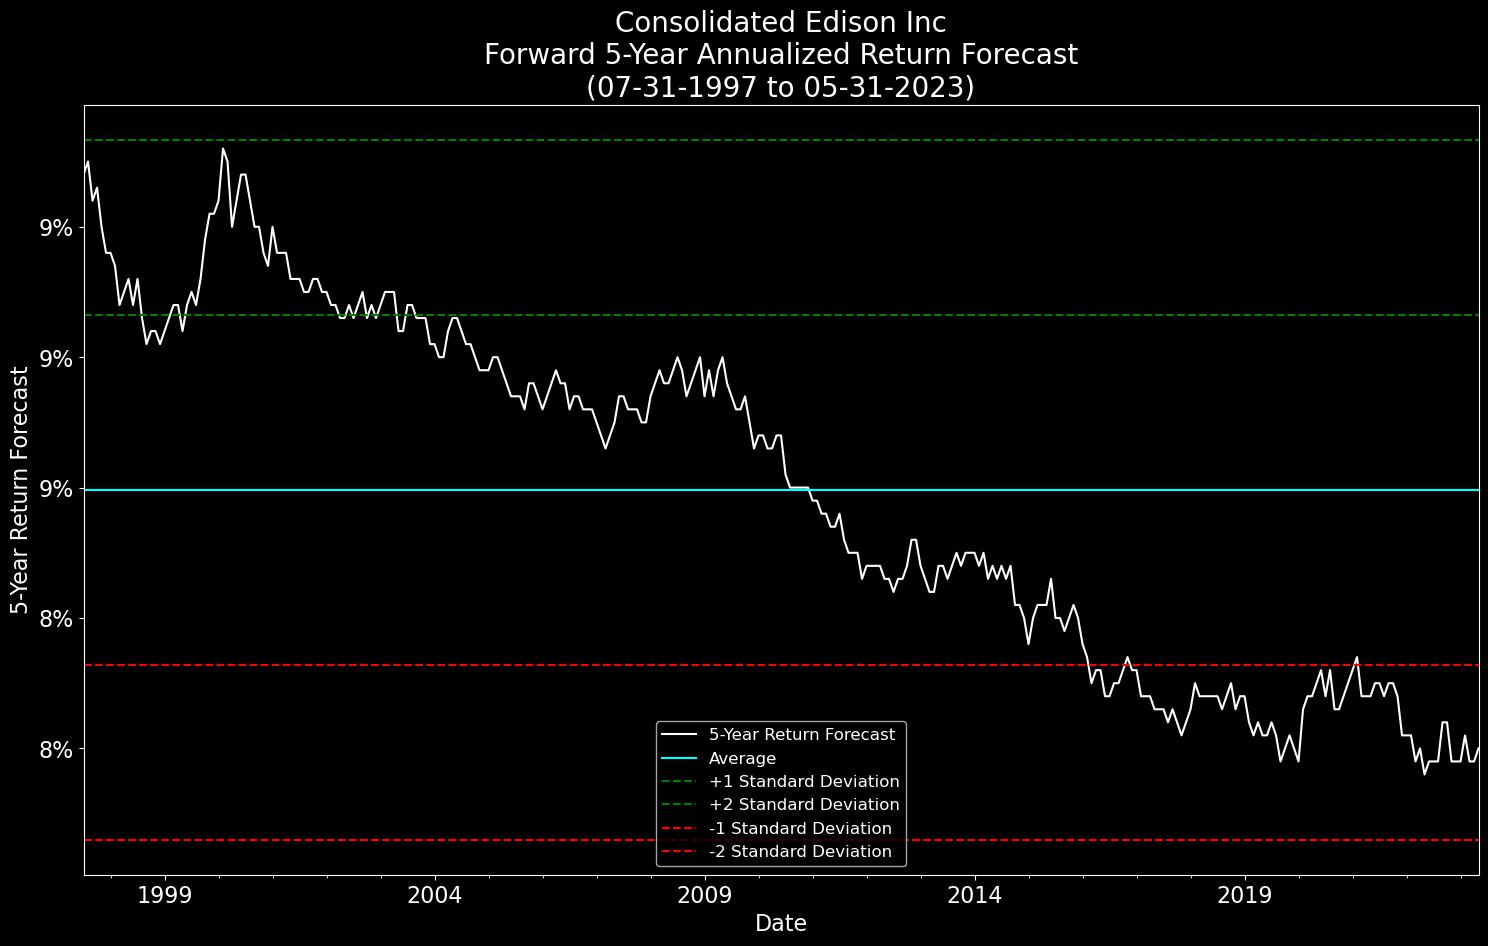 Consolidated Edison Inc
Forward 5-Year Annualized Return Forecast
(07-31-1997 to 05-31-2023)
5-Year Return Forecast
9%
9%
9%
8%
8%
5-Year Return Forecast
Average
+1 Standard Deviation
+2 Standard Deviation
-1 Standard Deviation
-2 Standard Deviation
1999 2004 2009 2014 2019
Date